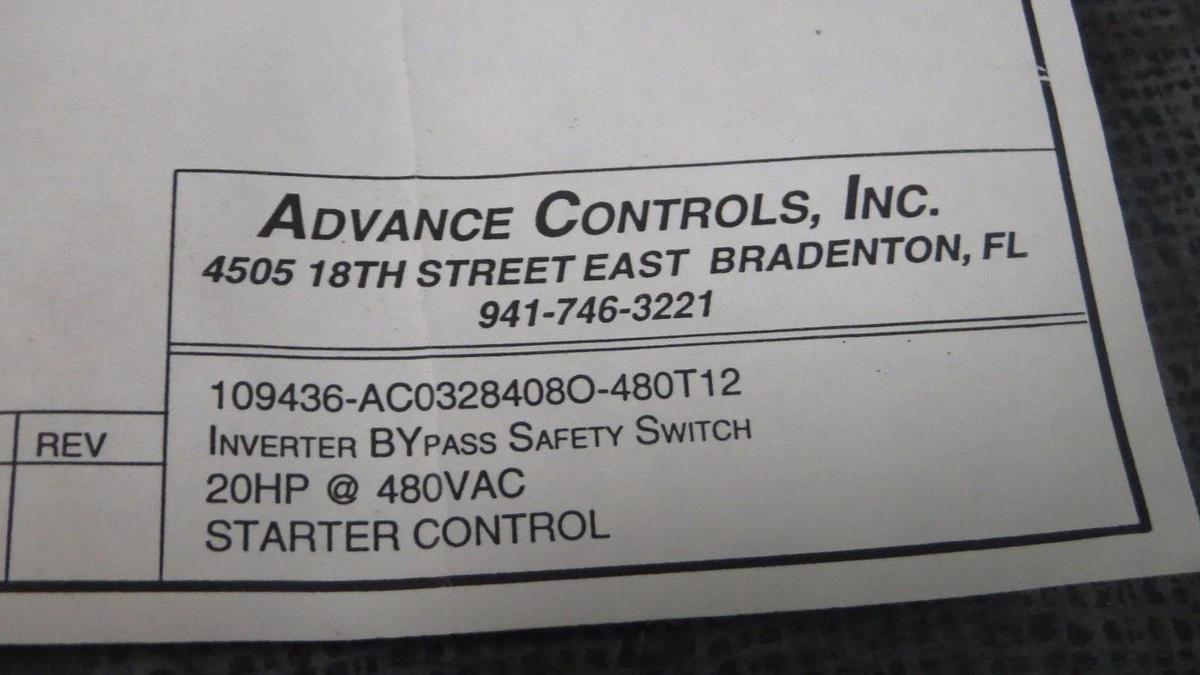 ADVANCE CONTROLS, INC.
4505 18TH STREET EAST BRADENTON, FL
941-746-3221
109436-AC0328408O-480T12
INVERTER BYPASS SAFETY SWITCH
REV
20HP @ 480VAC
STARTER CONTROL